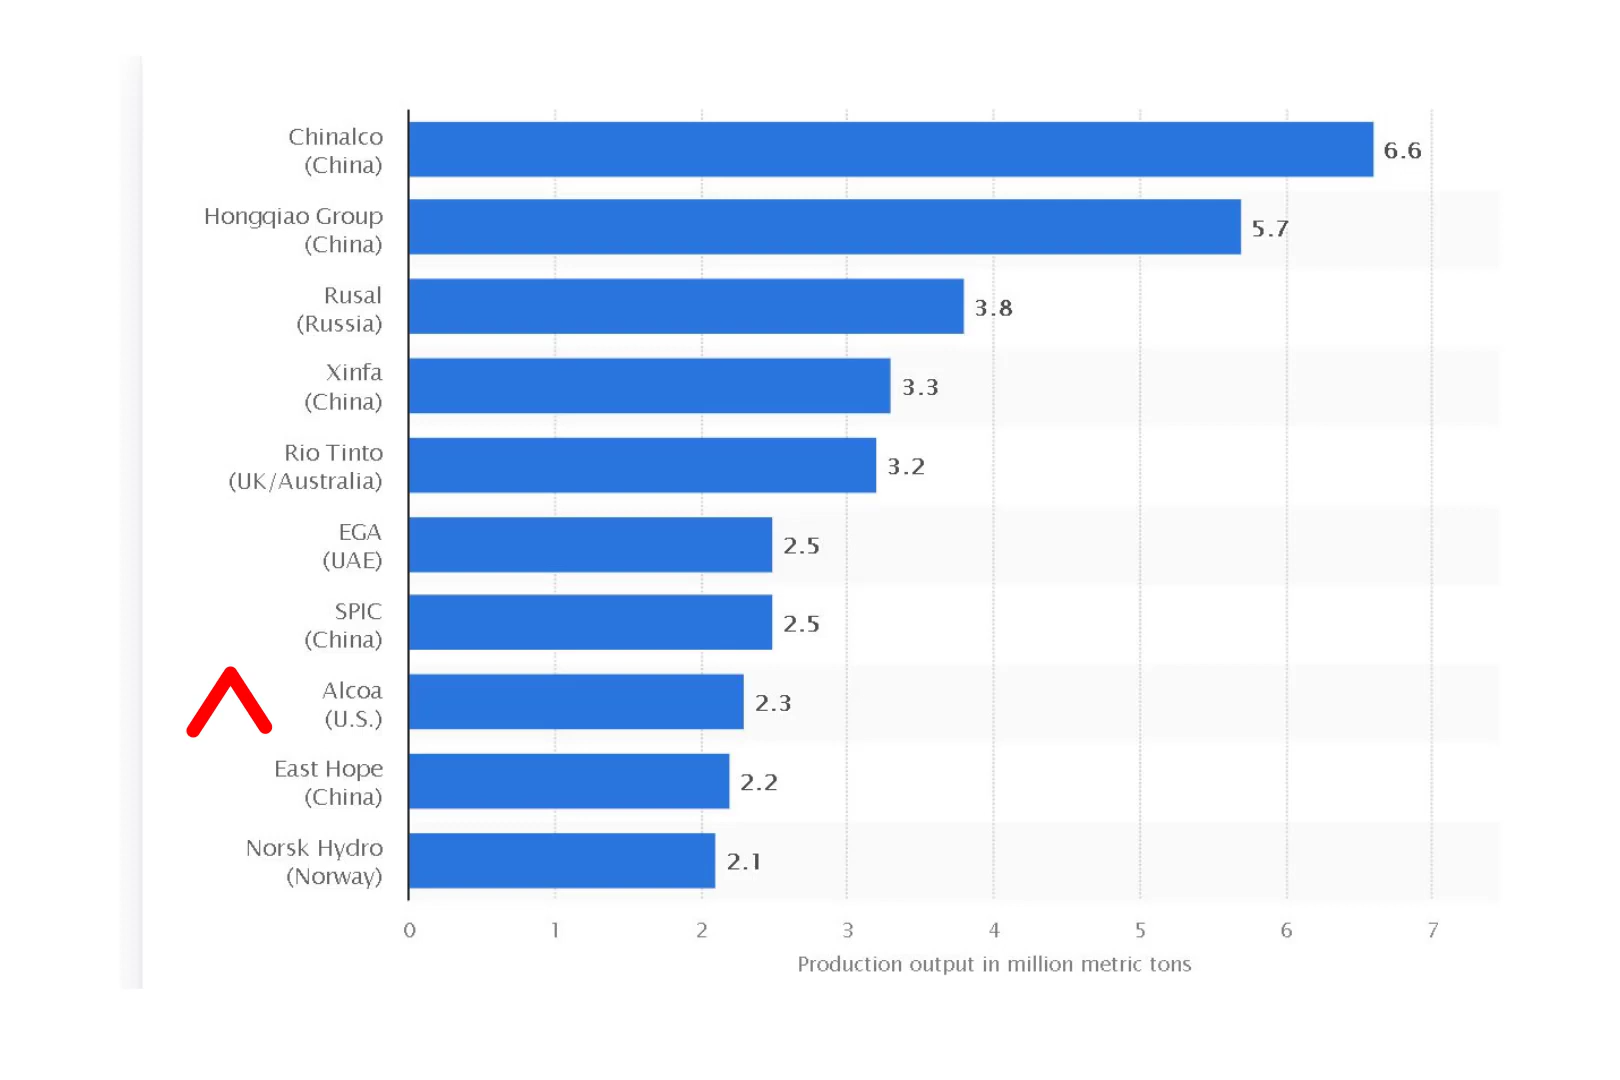 Chinalco
(China)
6.6
Hongqiao Group
(China)
5.7
Rusal
(Russia)
3.8
Xinfa
(China)
3.3
Rio Tinto
(UK/Australia)
3.2
EGA
(UAE)
2.5
SPIC
(China)
2.5
Alcoa
(U.S.)
2.3
East Hope
(China)
2.2
Norsk Hydro
(Norway)
2.1
0 1 2 3 4 5 6 7
Production output in million metric tons